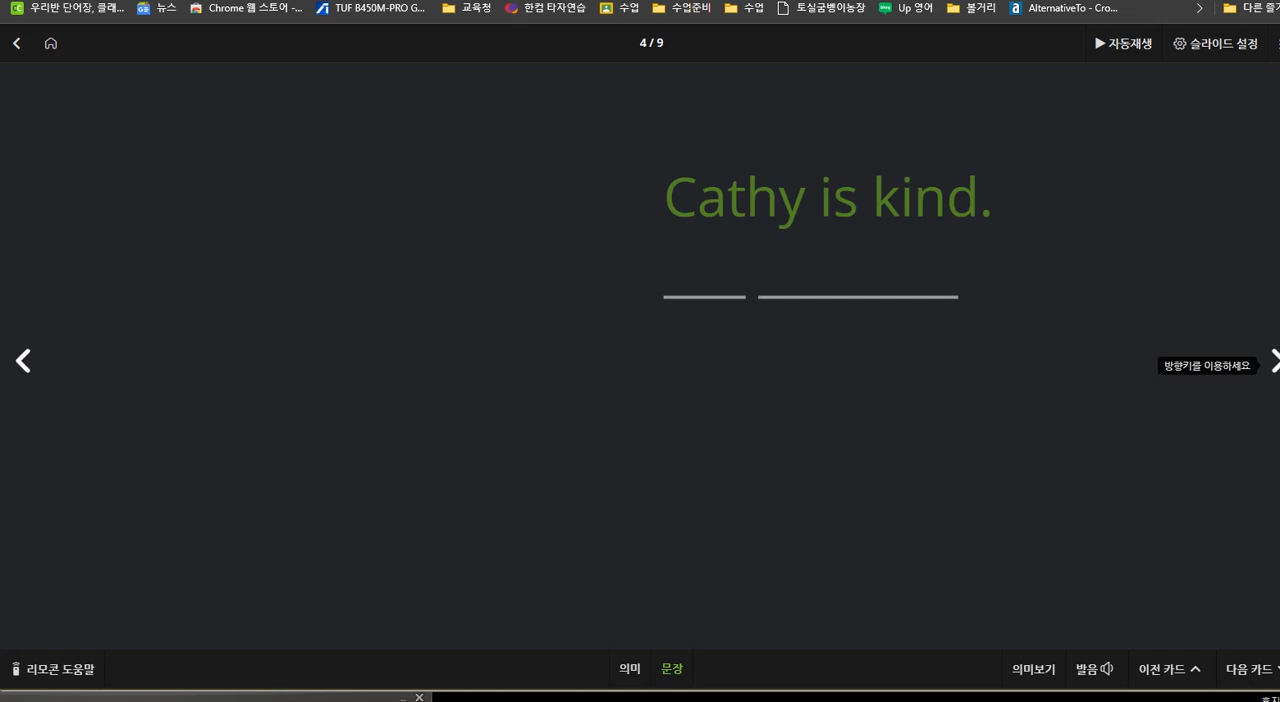 우리반 단어장, 클래... 뉴스 Chrome 웹 스토어 -... TUF B450M-PRO G... 교육청 한컴 타자연습 수업 수업준비 수업 토실굼벵이농장 Up 영어 볼거리 AlternativeTo - Cro...
4 / 9 자동재생 슬라이드 설정
Cathy is kind.
방향키를 이용하세요
리모콘 도움말 의미 문장 의미보기 발음 이전 카드 다음 카드